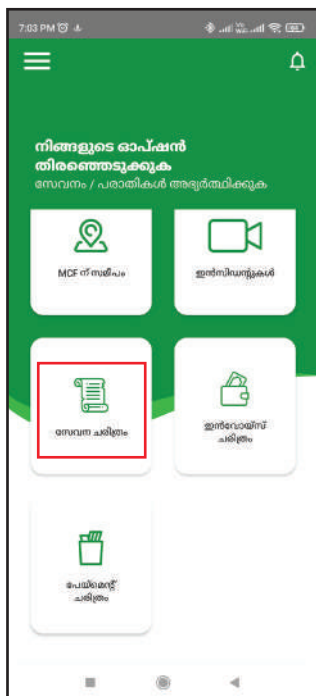 7:03 PM
നിങ്ങളുടെ ഓപ്ഷൻ
തിരഞ്ഞെടുക്കുക
സേവനം / പരാതികൾ അഭ്യർത്ഥിക്കുക
MCF ന് സമീപം
ഇൻസിഡന്റുകൾ
സേവന ചരിത്രം
ഇൻവോയ്സ്
ചരിത്രം
പേയ്മെന്റ്
ചരിത്രം